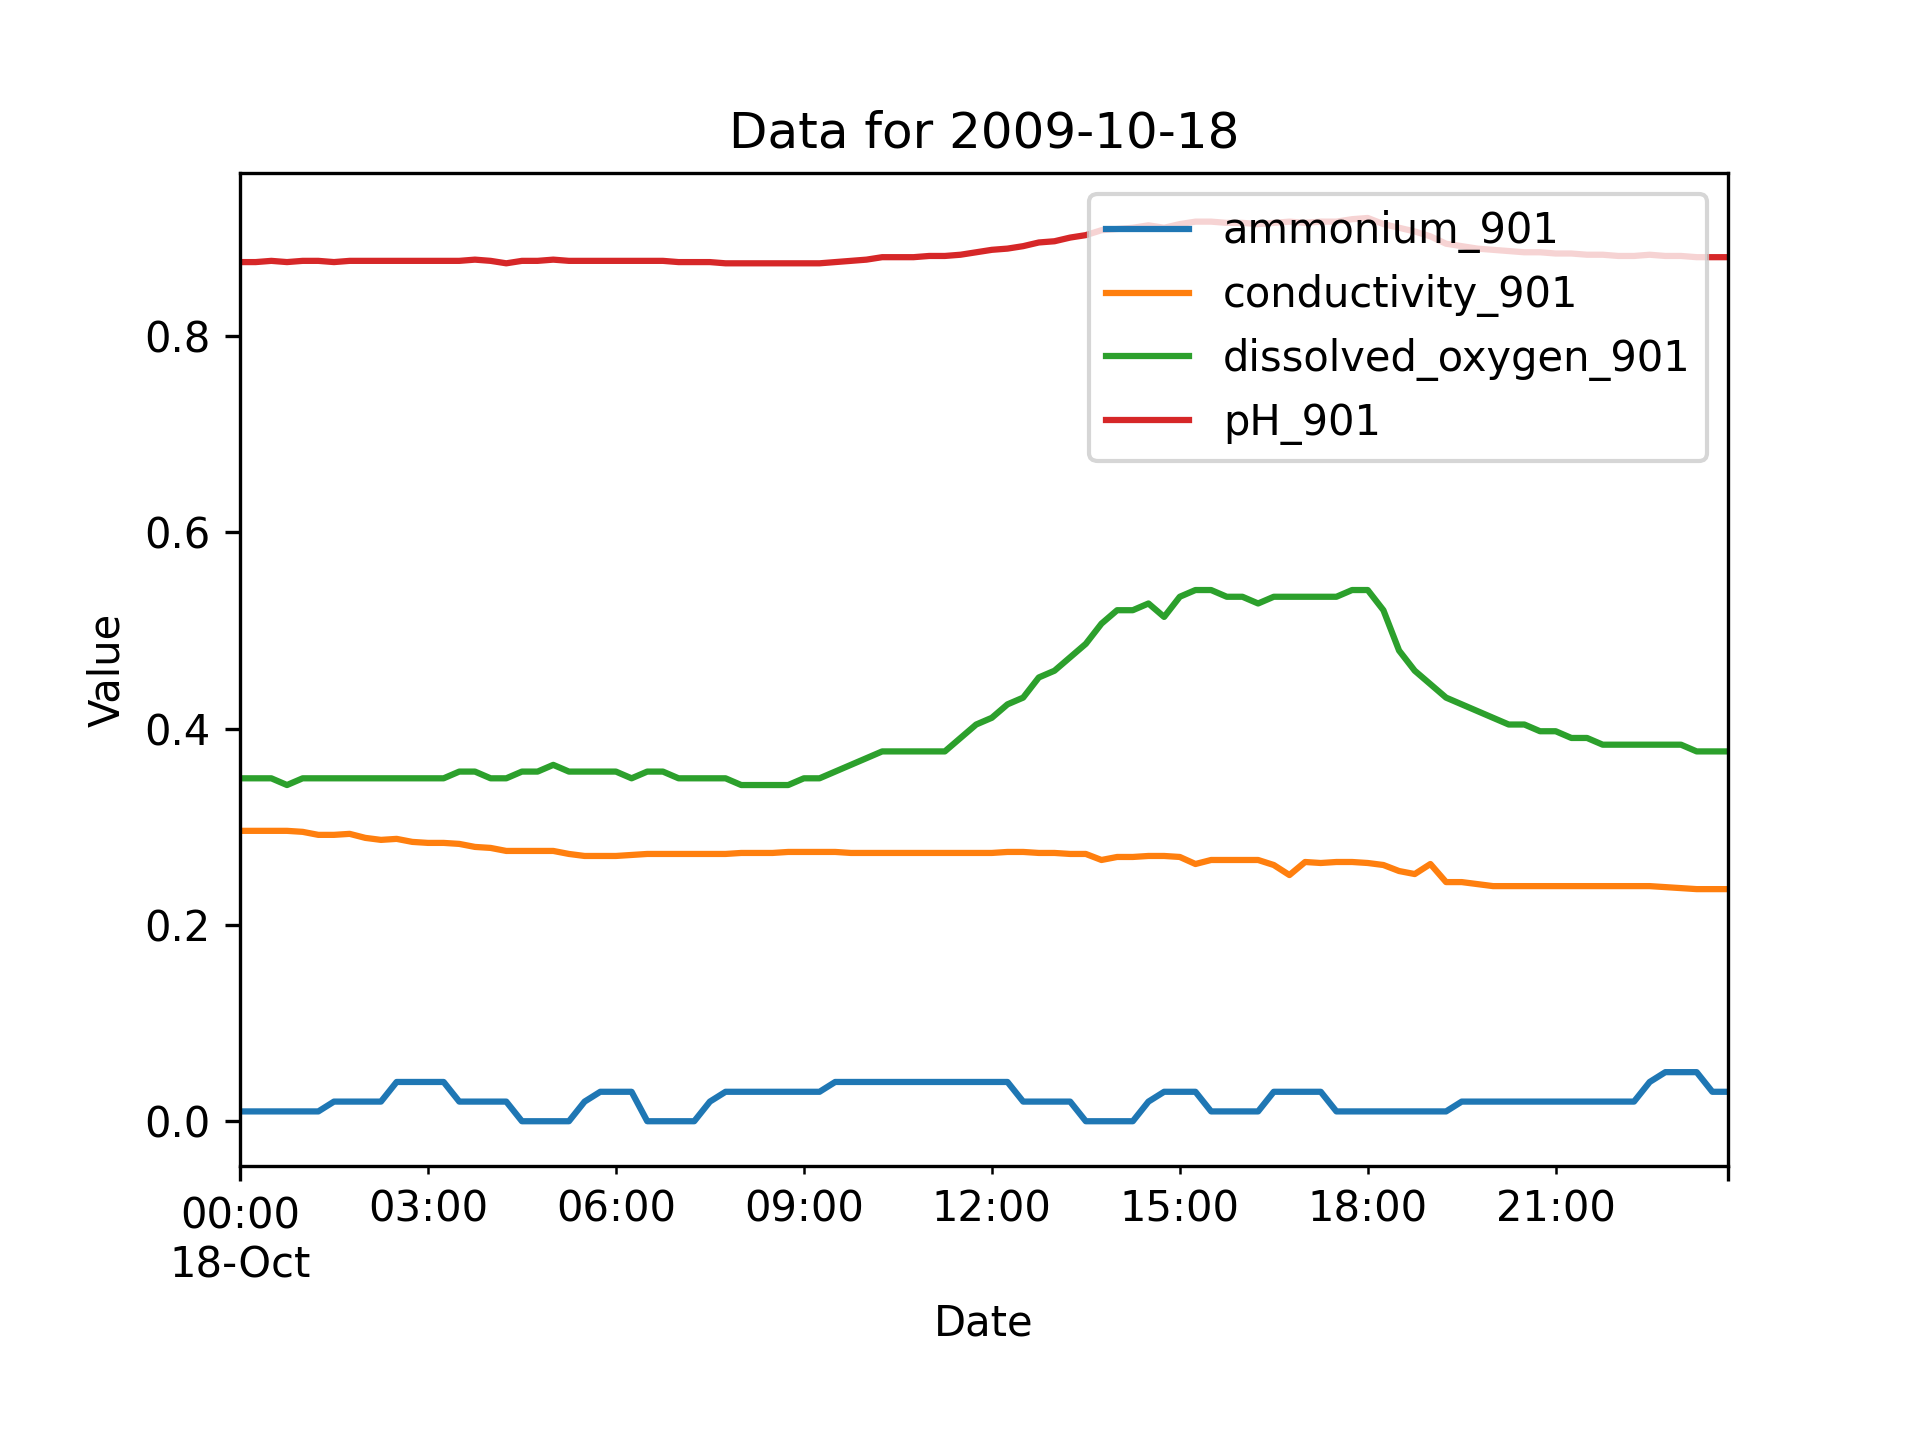 Data for 2009-10-18
ammonium_901
conductivity_901
dissolved_oxygen_901
pH_901
Value
0.8
0.6
0.4
0.2
0.0
00:00 03:00 06:00 09:00 12:00 15:00 18:00 21:00
18-Oct
Date